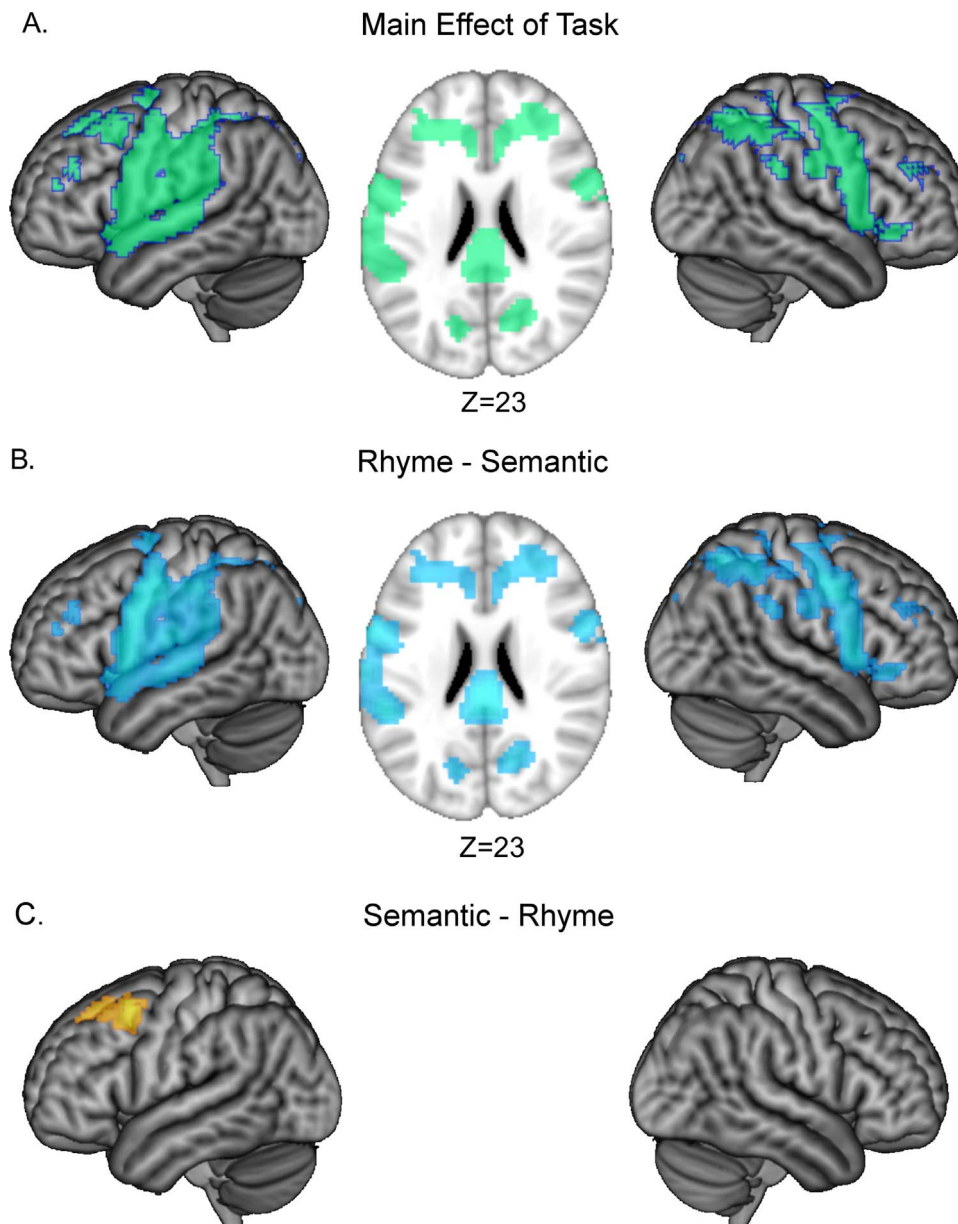 A.
Main Effect of Task
Z=23
B.
Rhyme - Semantic
Z=23
C.
Semantic - Rhyme